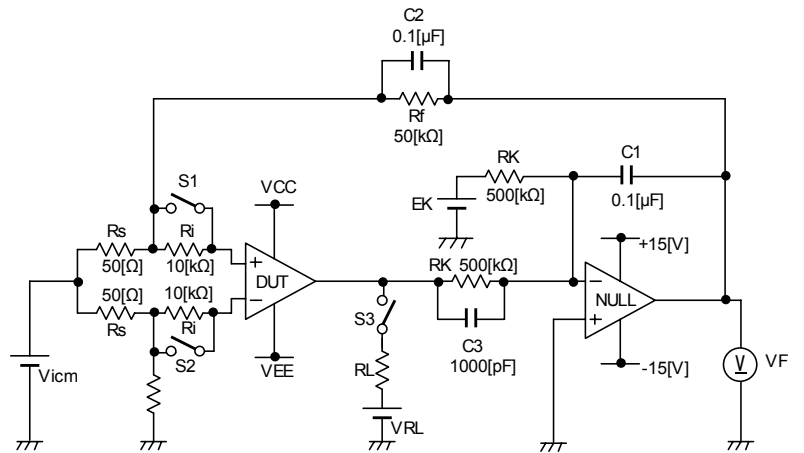 C2
0.1[μF]
Rf
50[kΩ]
RK
500[kΩ]
C1
0.1[μF]
EK
S1
VCC
Rs
50[Ω]
Ri
10[kΩ]
+
DUT
−
50[Ω]
Rs
10[kΩ]
Ri
S2
VEE
Vicm
RK 500[kΩ]
C3
1000[pF]
S3
RL
VRL
+15[V]
−
NULL
+
-15[V]
V
VF